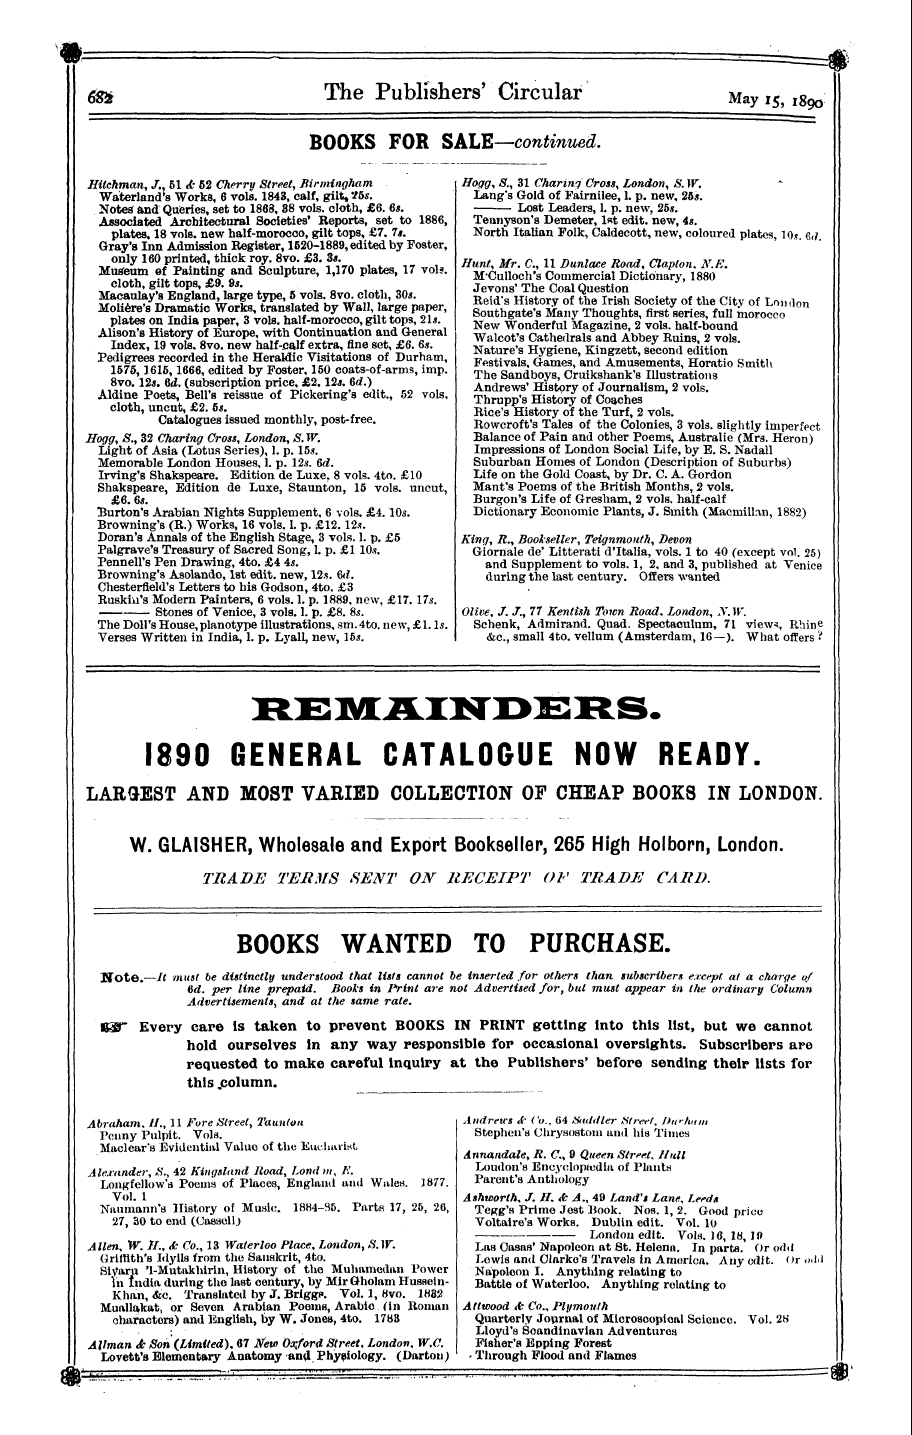 682
The Publishers' Circular
May 15, 1890
BOOKS FOR SALE—continued.
Hitchman, J., 51 & 52 Cherry Street, Birmingham
Waterland's Works, 6 vols. 1843, calf, gilt, 25s.
Notes and Queries, set to 1868, 38 vols. cloth, £6. 6s.
Associated Architectural Societies' Reports, set to 1886,
plates, 18 vols. new half-morocco, gilt tops, £7. 7s.
Gray's Inn Admission Register, 1520-1889, edited by Foster,
only 160 printed, thick roy. 8vo. £3. 3s.
Museum of Painting and Sculpture, 1,170 plates, 17 vols.
cloth, gilt tops, £9. 9s.
Macaulay's England, large type, 5 vols. 8vo. cloth, 30s.
Molière's Dramatic Works, translated by Wall, large paper,
plates on India paper, 3 vols. half-morocco, gilt tops, 21s.
Alison's History of Europe, with Continuation and General
Index, 19 vols. 8vo. new half-calf extra, fine set, £6. 6s.
Pedigrees recorded in the Heraldic Visitations of Durham,
1575, 1615, 1666, edited by Foster, 150 coats-of-arms, imp.
8vo. 12s. 6d. (subscription price, £2. 12s. 6d.)
Aldine Poets, Bell's reissue of Pickering's edit., 52 vols.
cloth, uncut, £2. 5s.
Catalogues issued monthly, post-free.
Hogg, S., 32 Charing Cross, London, S.W.
Light of Asia (Lotus Series), l. p. 15s.
Memorable London Houses, l. p. 12s. 6d.
Irving's Shakspeare. Edition de Luxe, 8 vols. 4to. £10
Shakspeare, Edition de Luxe, Staunton, 15 vols. uncut,
£6. 6s.
Burton's Arabian Nights Supplement, 6 vols. £4. 10s.
Browning's (R.) Works, 16 vols. l. p. £12. 12s.
Doran's Annals of the English Stage, 3 vols. l. p. £5
Palgrave's Treasury of Sacred Song, l. p. £1 10s.
Pennell's Pen Drawing, 4to. £4 4s.
Browning's Asolando, 1st edit. new, 12s. 6d.
Chesterfield's Letters to his Godson, 4to. £3
Ruskin's Modern Painters, 6 vols. l. p. 1889, new, £17. 17s.
——— Stones of Venice, 3 vols. l. p. £8. 8s.
The Doll's House, planotype illustrations, sm. 4to. new, £1. 1s.
Verses Written in India, l. p. Lyall, new, 15s.
Hogg, S., 31 Charing Cross, London, S.W.
Lang's Gold of Fairnilee, l. p. new, 25s.
——— Lost Leaders, l. p. new, 25s.
Tennyson's Demeter, 1st edit. new, 4s.
North Italian Folk, Caldecott, new, coloured plates, 10s. 6d.
Hunt, Mr. C., 11 Dunlace Road, Clapton, N.E.
M'Culloch's Commercial Dictionary, 1880
Jevons' The Coal Question
Reid's History of the Irish Society of the City of London
Southgate's Many Thoughts, first series, full morocco
New Wonderful Magazine, 2 vols. half-bound
Walcot's Cathedrals and Abbey Ruins, 2 vols.
Nature's Hygiene, Kingzett, second edition
Festivals, Games, and Amusements, Horatio Smith
The Sandboys, Cruikshank's Illustrations
Andrews' History of Journalism, 2 vols.
Thrupp's History of Coaches
Rice's History of the Turf, 2 vols.
Rowcroft's Tales of the Colonies, 3 vols. slightly imperfect
Balance of Pain and other Poems, Australie (Mrs. Heron)
Impressions of London Social Life, by E. S. Nadall
Suburban Homes of London (Description of Suburbs)
Life on the Gold Coast, by Dr. C. A. Gordon
Mant's Poems of the British Months, 2 vols.
Burgon's Life of Gresham, 2 vols. half-calf
Dictionary Economic Plants, J. Smith (Macmillan, 1882)
King, R., Bookseller, Teignmouth, Devon
Giornale de' Litterati d'Italia, vols. 1 to 40 (except vol. 25)
and Supplement to vols. 1, 2, and 3, published at Venice
during the last century. Offers wanted
Olive, J. J., 77 Kentish Town Road, London, N.W.
Schenk, Admirand. Quad. Spectaculum, 71 views, Rhine
&c., small 4to. vellum (Amsterdam, 16—). What offers?
REMAINDERS.
1890 GENERAL CATALOGUE NOW READY.
LARGEST AND MOST VARIED COLLECTION OF CHEAP BOOKS IN LONDON.
W. GLAISHER, Wholesale and Export Bookseller, 265 High Holborn, London.
TRADE TERMS SENT ON RECEIPT OF TRADE CARD.
BOOKS WANTED TO PURCHASE.
Note.—It must be distinctly understood that lists cannot be inserted for others than subscribers except at a charge of
6d. per line prepaid. Books in Print are not Advertised for, but must appear in the ordinary Column
Advertisements, and at the same rate.
☞ Every care is taken to prevent BOOKS IN PRINT getting into this list, but we cannot
hold ourselves in any way responsible for occasional oversights. Subscribers are
requested to make careful inquiry at the Publishers' before sending their lists for
this column.
Abraham, H., 11 Fore Street, Taunton
Penny Pulpit. Vols.
Maclear's Evidential Value of the Eucharist
Alexander, S., 42 Kingsland Road, London, E.
Longfellow's Poems of Places, England and Wales. 1877.
Vol. 1
Naumann's History of Music. 1884-85. Parts 17, 25, 26,
27, 30 to end (Cassell)
Allen, W. H., & Co., 13 Waterloo Place, London, S.W.
Griffith's Idylls from the Sanskrit, 4to.
Siyaru 'l-Mutakhirin, History of the Muhamedan Power
in India during the last century, by Mir Gholam Hussein-
Khan, &c. Translated by J. Briggs. Vol. 1, 8vo. 1832
Muallakat, or Seven Arabian Poems, Arabic (in Roman
characters) and English, by W. Jones, 4to. 1783
Allman & Son (Limited), 67 New Oxford Street, London, W.C.
Lovett's Elementary Anatomy and Physiology. (Darton)
Andrews & Co., 64 Saddler Street, Durham
Stephen's Chrysostom and his Times
Annandale, R. C., 9 Queen Street, Hull
Loudon's Encyclopædia of Plants
Parent's Anthology
Ashworth, J. H. & A., 49 Land's Lane, Leeds
Tegg's Prime Jest Book. Nos. 1, 2. Good price
Voltaire's Works. Dublin edit. Vol. 10
——— London edit. Vols. 16, 18, 19
Las Casas' Napoleon at St. Helena. In parts. Or odd
Lewis and Clarke's Travels in America. Any edit. Or odd
Napoleon I. Anything relating to
Battle of Waterloo. Anything relating to
Attwood & Co., Plymouth
Quarterly Journal of Microscopical Science. Vol. 28
Lloyd's Scandinavian Adventures
Fisher's Epping Forest
Through Flood and Flames